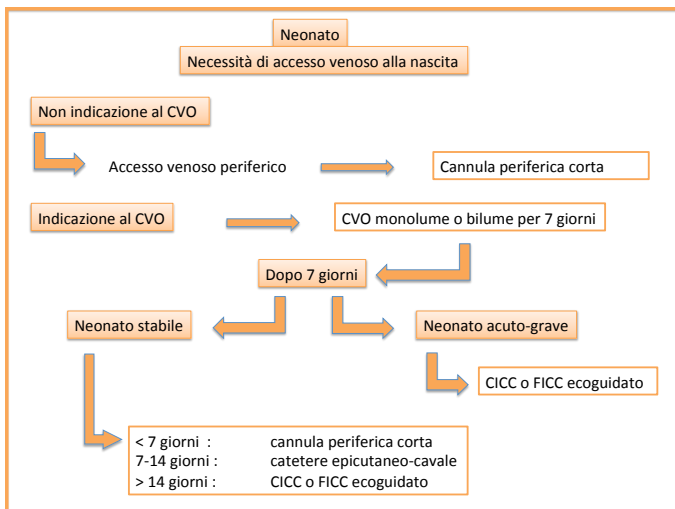 Neonato
Necessità di accesso venoso alla nascita
Non indicazione al CVO
Accesso venoso periferico
Cannula periferica corta
Indicazione al CVO
CVO monolume o bilume per 7 giorni
Dopo 7 giorni
Neonato stabile
Neonato acuto-grave
CICC o FICC ecoguidato
< 7 giorni : cannula periferica corta
7-14 giorni : catetere epicutaneo-cavale
> 14 giorni : CICC o FICC ecoguidato